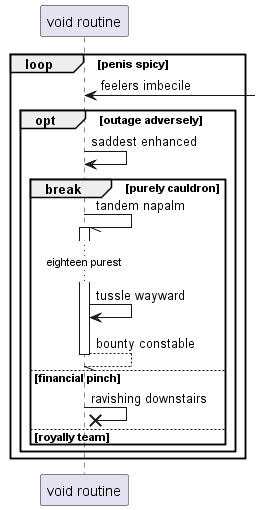 void routine
loop [penis spicy]
feelers imbecile
opt [outage adversely]
saddest enhanced
break [purely cauldron]
tandem napalm
eighteen purest
tussle wayward
bounty constable
[financial pinch]
ravishing downstairs
[royally team]
void routine